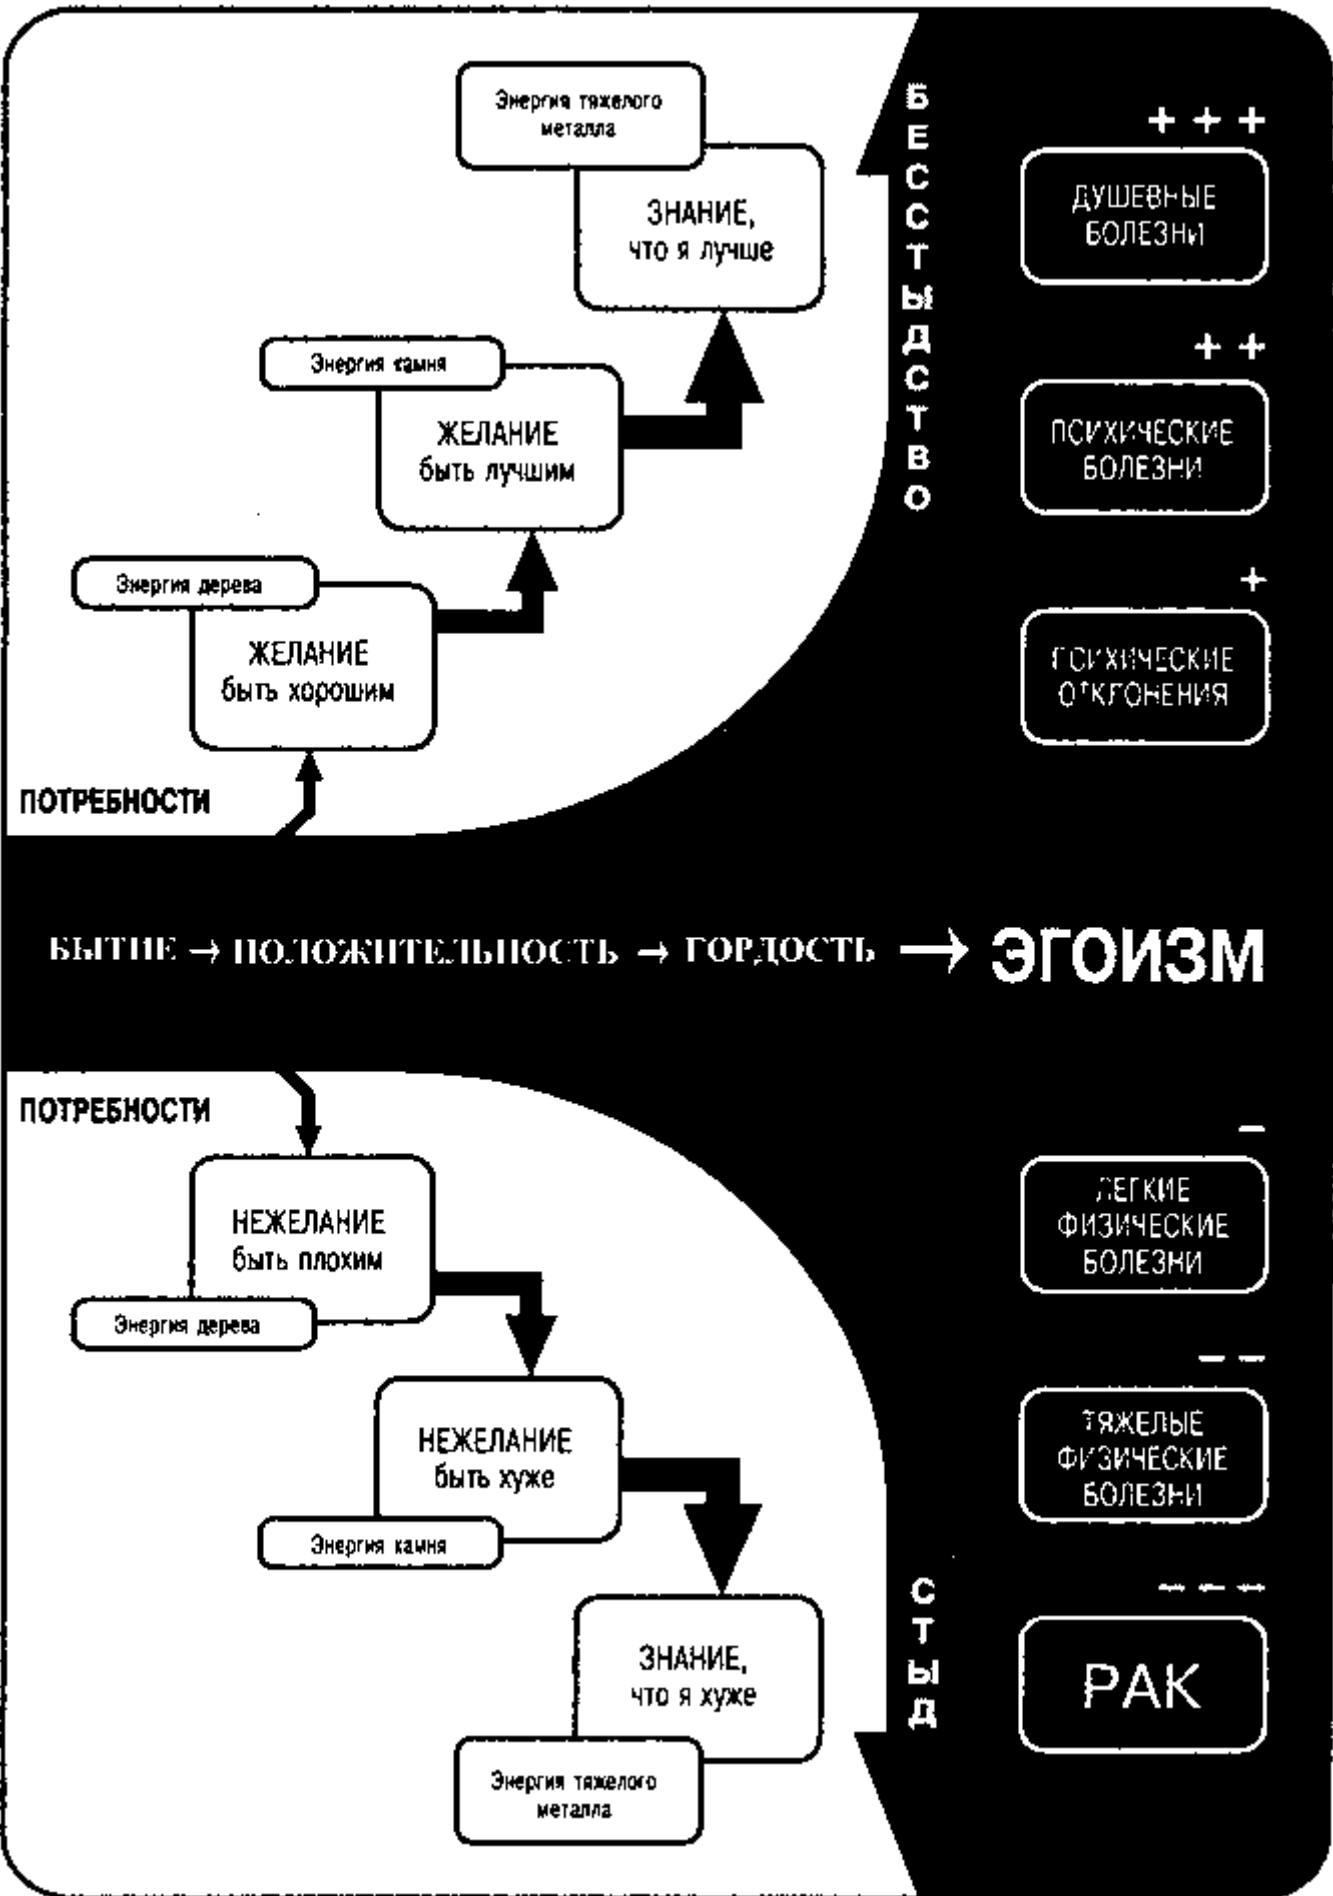 Энергия тяжелого
металла
ЗНАНИЕ,
что я лучше
Энергия камня
ЖЕЛАНИЕ
быть лучшим
Энергия дерева
ЖЕЛАНИЕ
быть хорошим
ПОТРЕБНОСТИ
БЕССТЫДСТВО
+ + +
ДУШЕВНЫЕ
БОЛЕЗНИ
+ +
ПСИХИЧЕСКИЕ
БОЛЕЗНИ
+
ПСИХИЧЕСКИЕ
ОТКЛОНЕНИЯ
БЫТИЕ → ПОЛОЖИТЕЛЬНОСТЬ → ГОРДОСТЬ → ЭГОИЗМ
ПОТРЕБНОСТИ
НЕЖЕЛАНИЕ
быть плохим
Энергия дерева
НЕЖЕЛАНИЕ
быть хуже
Энергия камня
ЗНАНИЕ,
что я хуже
Энергия тяжелого
металла
СТЫД
–
ЛЕГКИЕ
ФИЗИЧЕСКИЕ
БОЛЕЗНИ
– –
ТЯЖЕЛЫЕ
ФИЗИЧЕСКИЕ
БОЛЕЗНИ
– – –
РАК